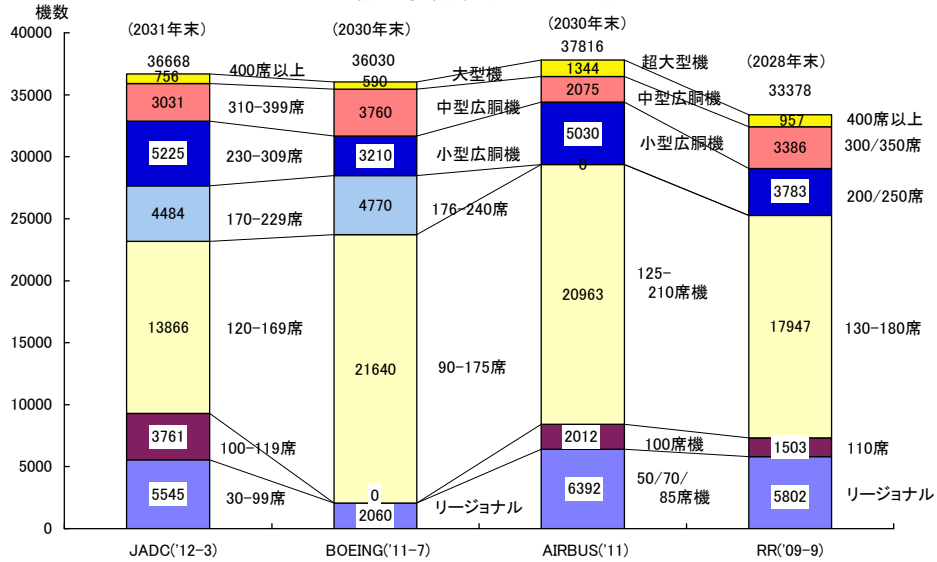 機数
(2031年末)
(2030年末)
(2030年末)
(2028年末)
36668
36030
37816
33378
40000
35000
30000
25000
20000
15000
10000
5000
0
756
3031
5225
4484
13866
3761
5545
400席以上
310-399席
230-309席
170-229席
120-169席
100-119席
30-99席
590
3760
3210
4770
21640
0
2060
大型機
中型広胴機
小型広胴機
176-240席
90-175席
リージョナル
1344
2075
5030
0
20963
2012
6392
超大型機
中型広胴機
小型広胴機
125-
210席機
100席機
50/70/
85席機
957
3386
3783
17947
1503
5802
400席以上
300/350席
200/250席
130-180席
110席
リージョナル
JADC('12-3)
BOEING('11-7)
AIRBUS('11)
RR('09-9)